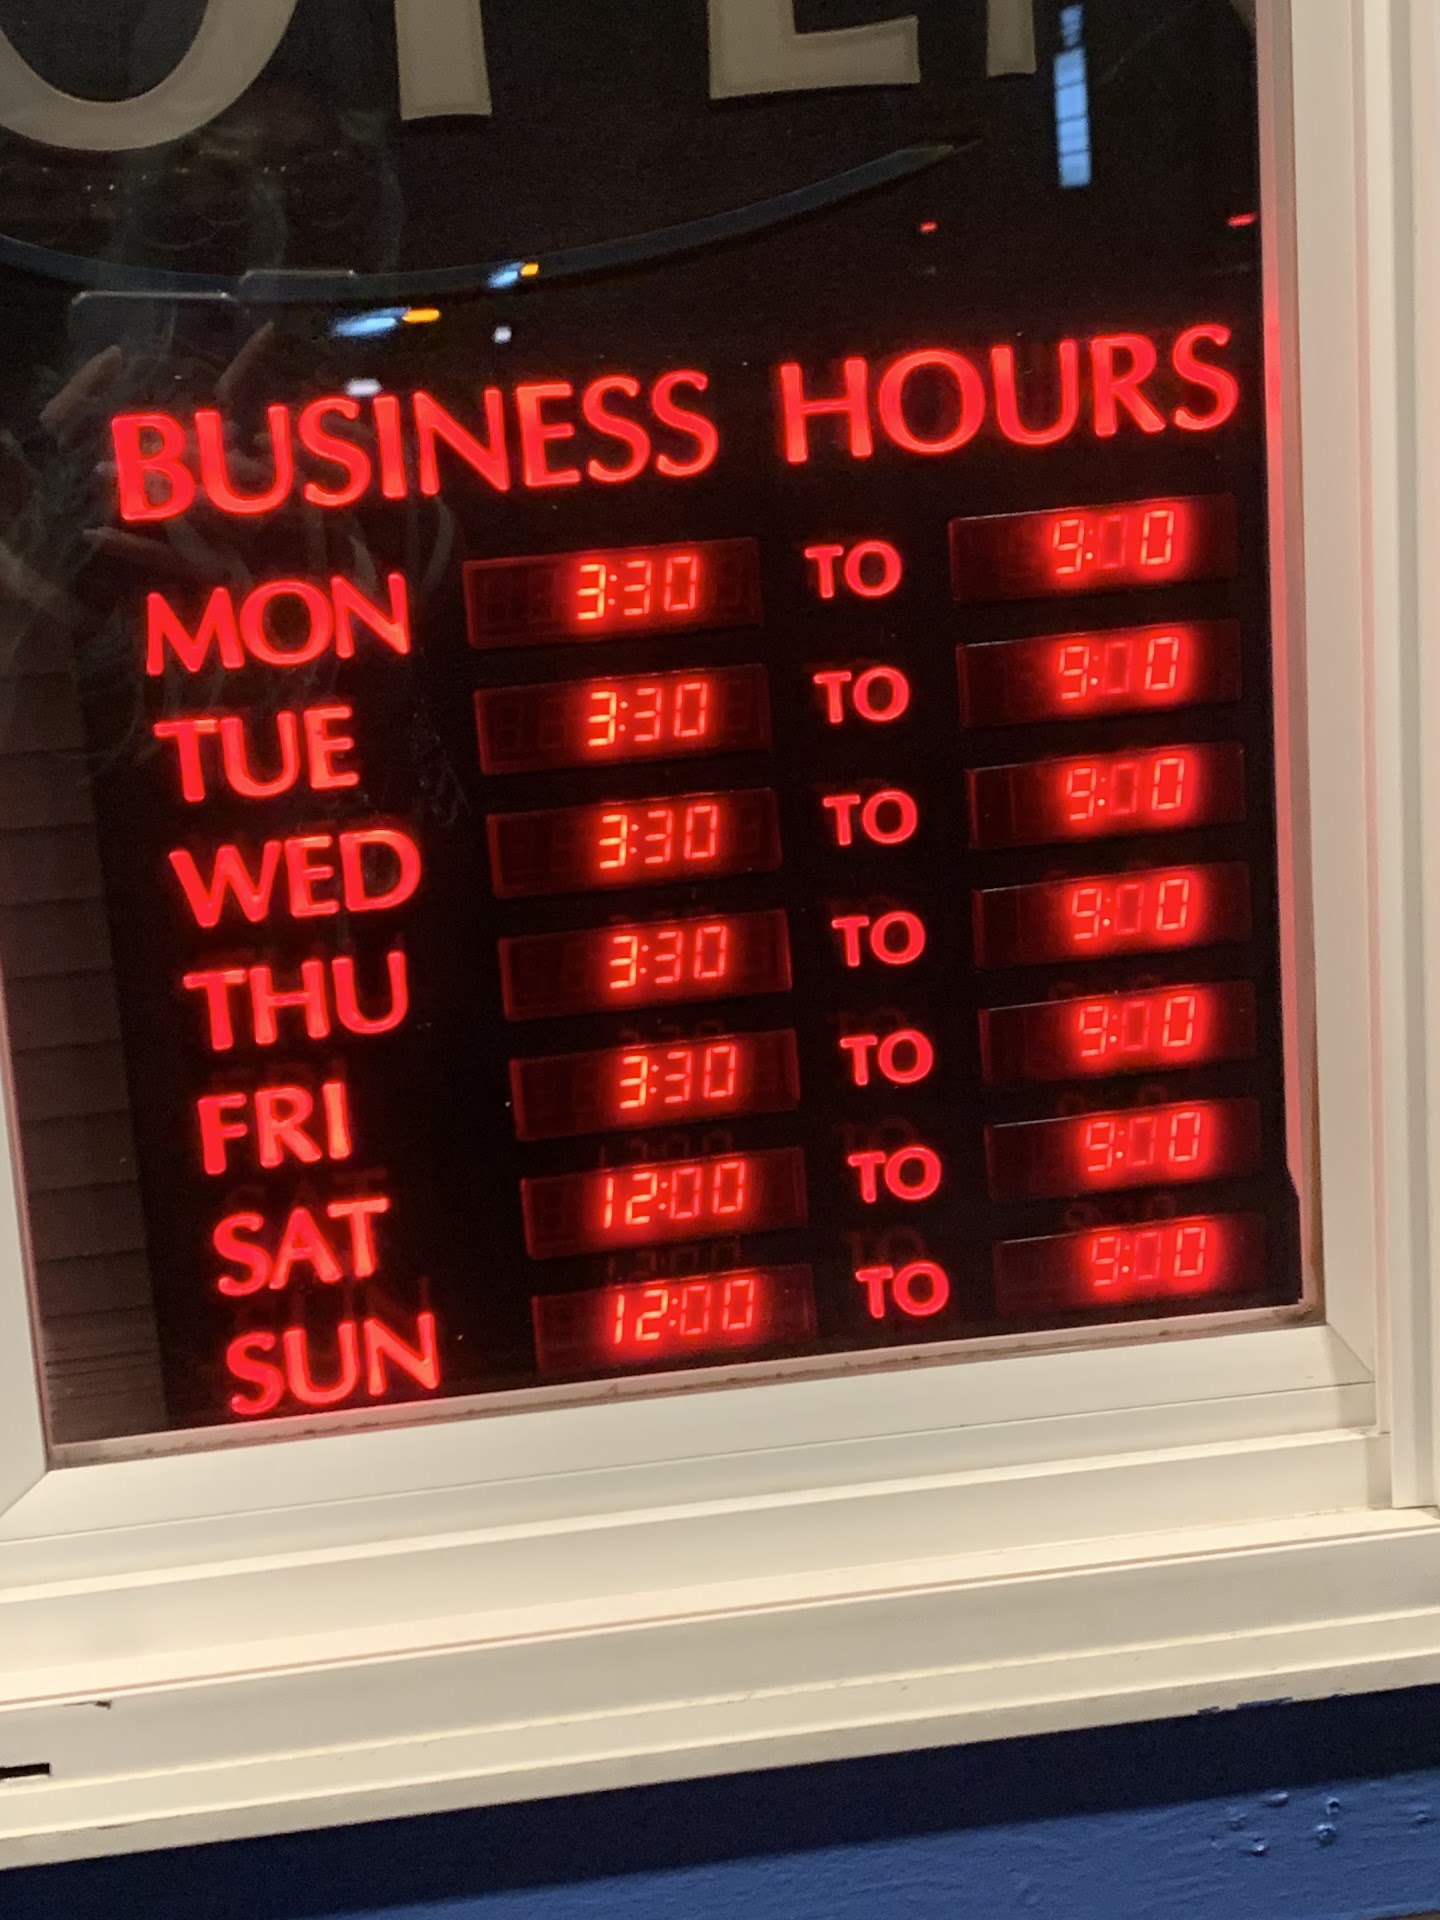 OPEN
BUSINESS HOURS
MON 3:30 TO 9:00
TUE 3:30 TO 9:00
WED 3:30 TO 9:00
THU 3:30 TO 9:00
FRI 3:30 TO 9:00
SAT 12:00 TO 9:00
SUN 12:00 TO 9:00